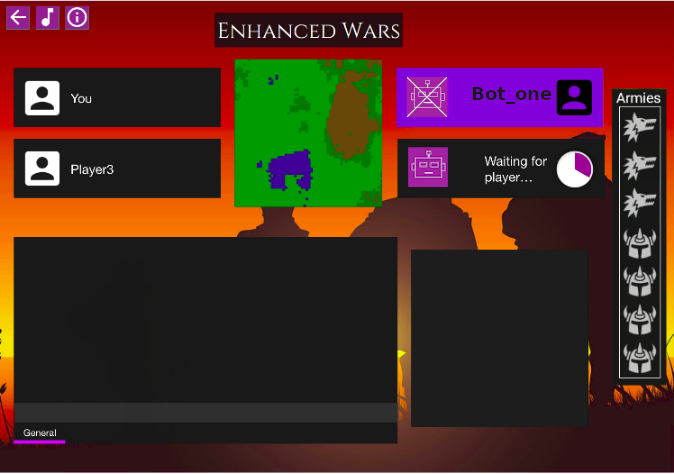 ENHANCED WARS
You
Bot_one
Armies
Player3
Waiting for
player...
General